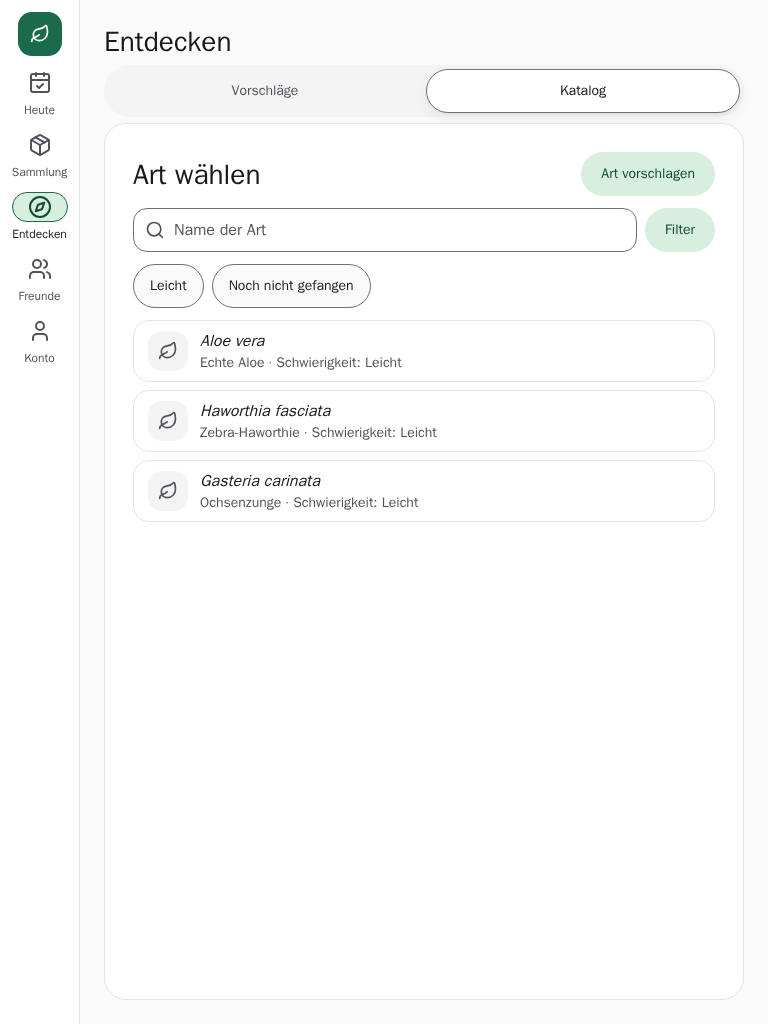 Entdecken
Vorschläge
Katalog
Heute
Sammlung
Entdecken
Freunde
Konto
Art wählen
Art vorschlagen
Name der Art
Filter
Leicht
Noch nicht gefangen
Aloe vera
Echte Aloe · Schwierigkeit: Leicht
Haworthia fasciata
Zebra-Haworthie · Schwierigkeit: Leicht
Gasteria carinata
Ochsenzunge · Schwierigkeit: Leicht